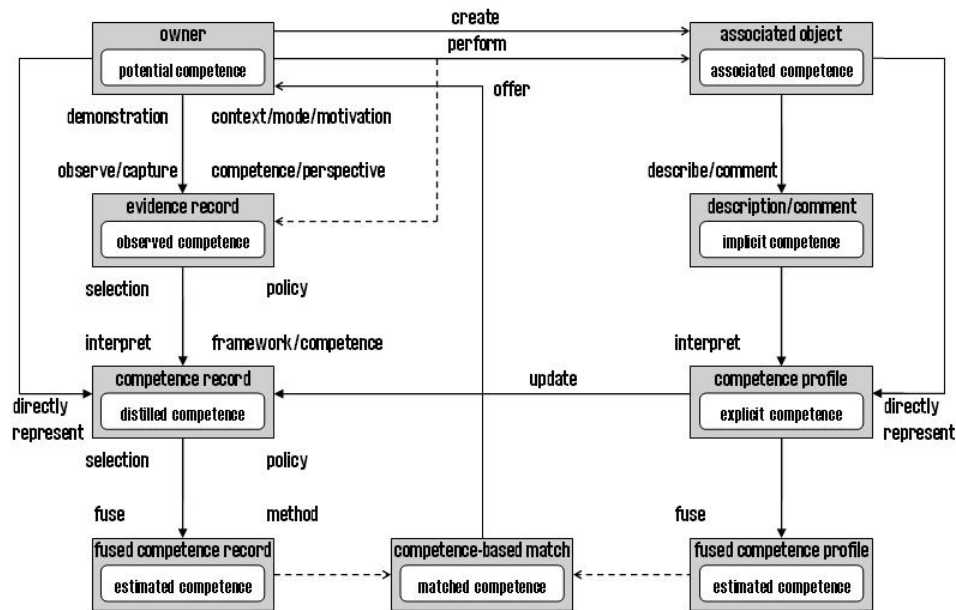 create
owner
associated object
perform
potential competence
associated competence
offer
demonstration
context/mode/motivation
observe/capture
competence/perspective
describe/comment
evidence record
description/comment
observed competence
implicit competence
selection
policy
interpret
framework/competence
interpret
competence record
update
competence profile
distilled competence
explicit competence
directly
represent
directly
represent
selection
policy
fuse
method
fuse
fused competence record
competence-based match
fused competence profile
estimated competence
matched competence
estimated competence